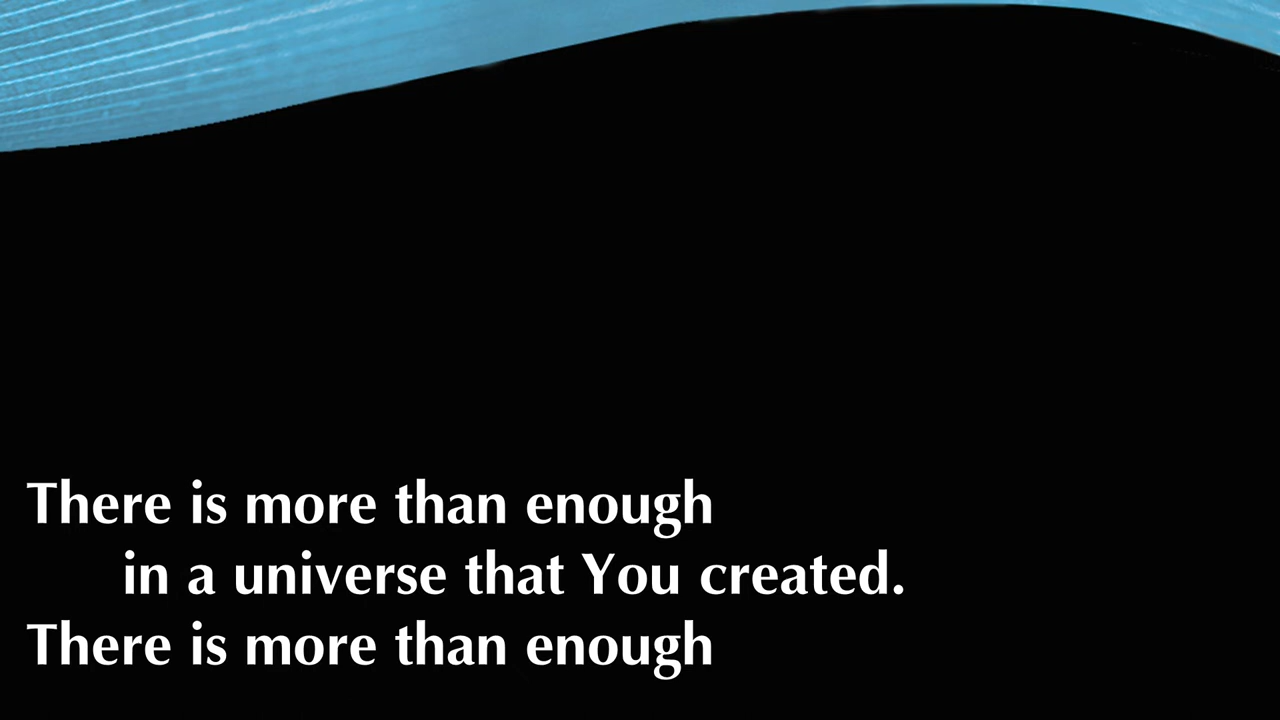 There is more than enough
in a universe that You created.
There is more than enough